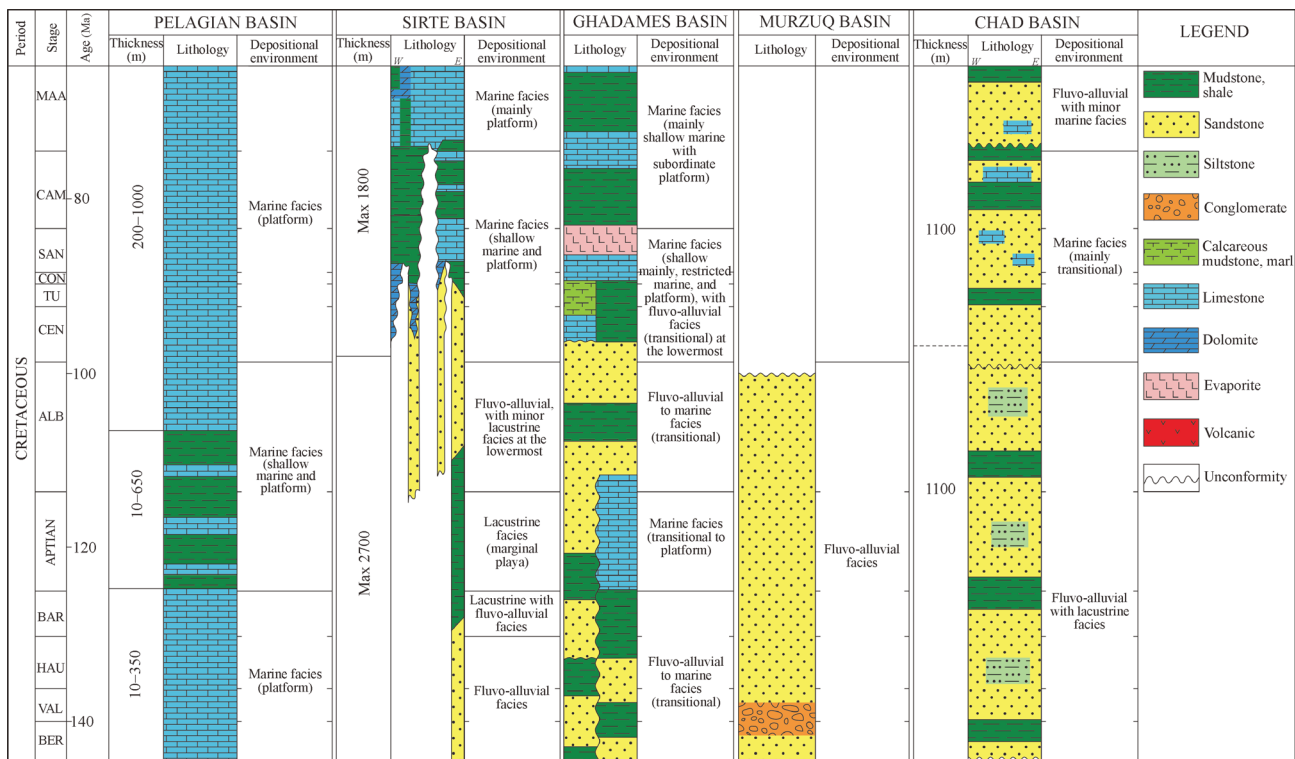 Period
Stage
Age (Ma)
PELAGIAN BASIN
SIRTE BASIN
GHADAMES BASIN
MURZUQ BASIN
CHAD BASIN
LEGEND
Thickness
(m)
Lithology
Depositional
environment
Thickness
(m)
Lithology
W
E
Depositional
environment
Lithology
Depositional
environment
Lithology
Depositional
environment
Thickness
(m)
Lithology
W
E
Depositional
environment
CRETACEOUS
MAA
CAM
SAN
CON
TU
CEN
ALB
APTIAN
BAR
HAU
VAL
BER
80
100
120
140
200–1000
10–650
10–350
Marine facies
(platform)
Marine facies
(shallow
marine and
platform)
Marine facies
(platform)
Max 1800
Max 2700
Marine facies
(mainly
platform)
Marine facies
(shallow
marine and
platform)
Fluvo-alluvial,
with minor
lacustrine
facies at the
lowermost
Lacustrine
facies
(marginal
playa)
Lacustrine with
fluvo-alluvial
facies
Fluvo-alluvial
facies
Marine facies
(mainly
shallow marine
with
subordinate
platform)
Marine facies
(shallow
mainly, restricted-
marine, and
platform), with
fluvo-alluvial
facies
(transitional) at
the lowermost
Fluvo-alluvial
to marine
facies
(transitional)
Marine facies
(transitional to
platform)
Fluvo-alluvial
to marine
facies
(transitional)
Fluvo-alluvial
facies
1100
1100
Fluvo-alluvial
with minor
marine facies
Marine facies
(mainly
transitional)
Fluvo-alluvial
with lacustrine
facies
Mudstone,
shale
Sandstone
Siltstone
Conglomerate
Calcareous
mudstone, marl
Limestone
Dolomite
Evaporite
Volcanic
Unconformity